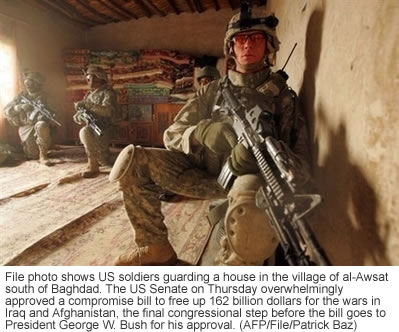 File photo shows US soldiers guarding a house in the village of al-Awsat
south of Baghdad. The US Senate on Thursday overwhelmingly
approved a compromise bill to free up 162 billion dollars for the wars in
Iraq and Afghanistan, the final congressional step before the bill goes to
President George W. Bush for his approval. (AFP/File/Patrick Baz)